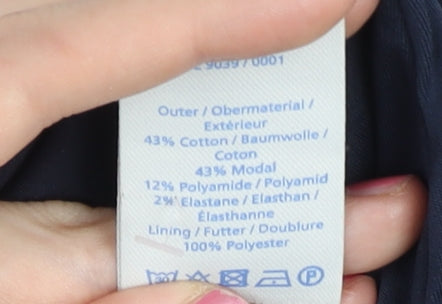 9039 / 0001
Outer / Obermaterial /
Extérieur
43% Cotton / Baumwolle /
Coton
43% Modal
12% Polyamide / Polyamid
2% Elastane / Elasthan /
Élasthanne
Lining / Futter / Doublure
100% Polyester
P